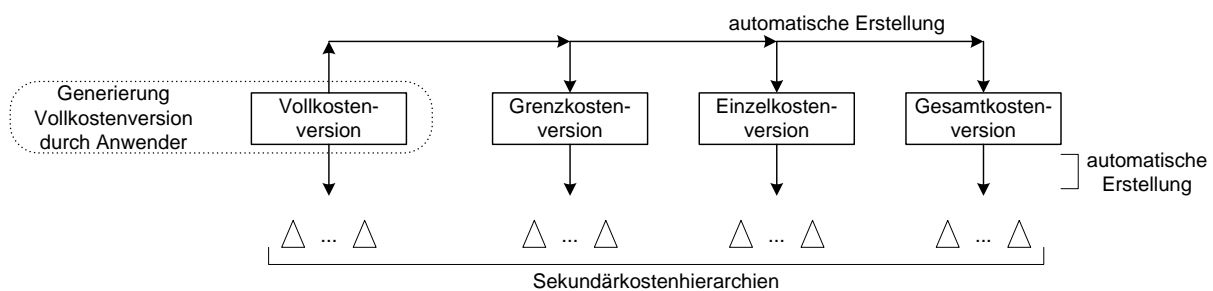 automatische Erstellung
Generierung
Vollkostenversion
durch Anwender
Vollkosten-
version
Grenzkosten-
version
Einzelkosten-
version
Gesamtkosten-
version
automatische
Erstellung
...
...
...
...
Sekundärkostenhierarchien